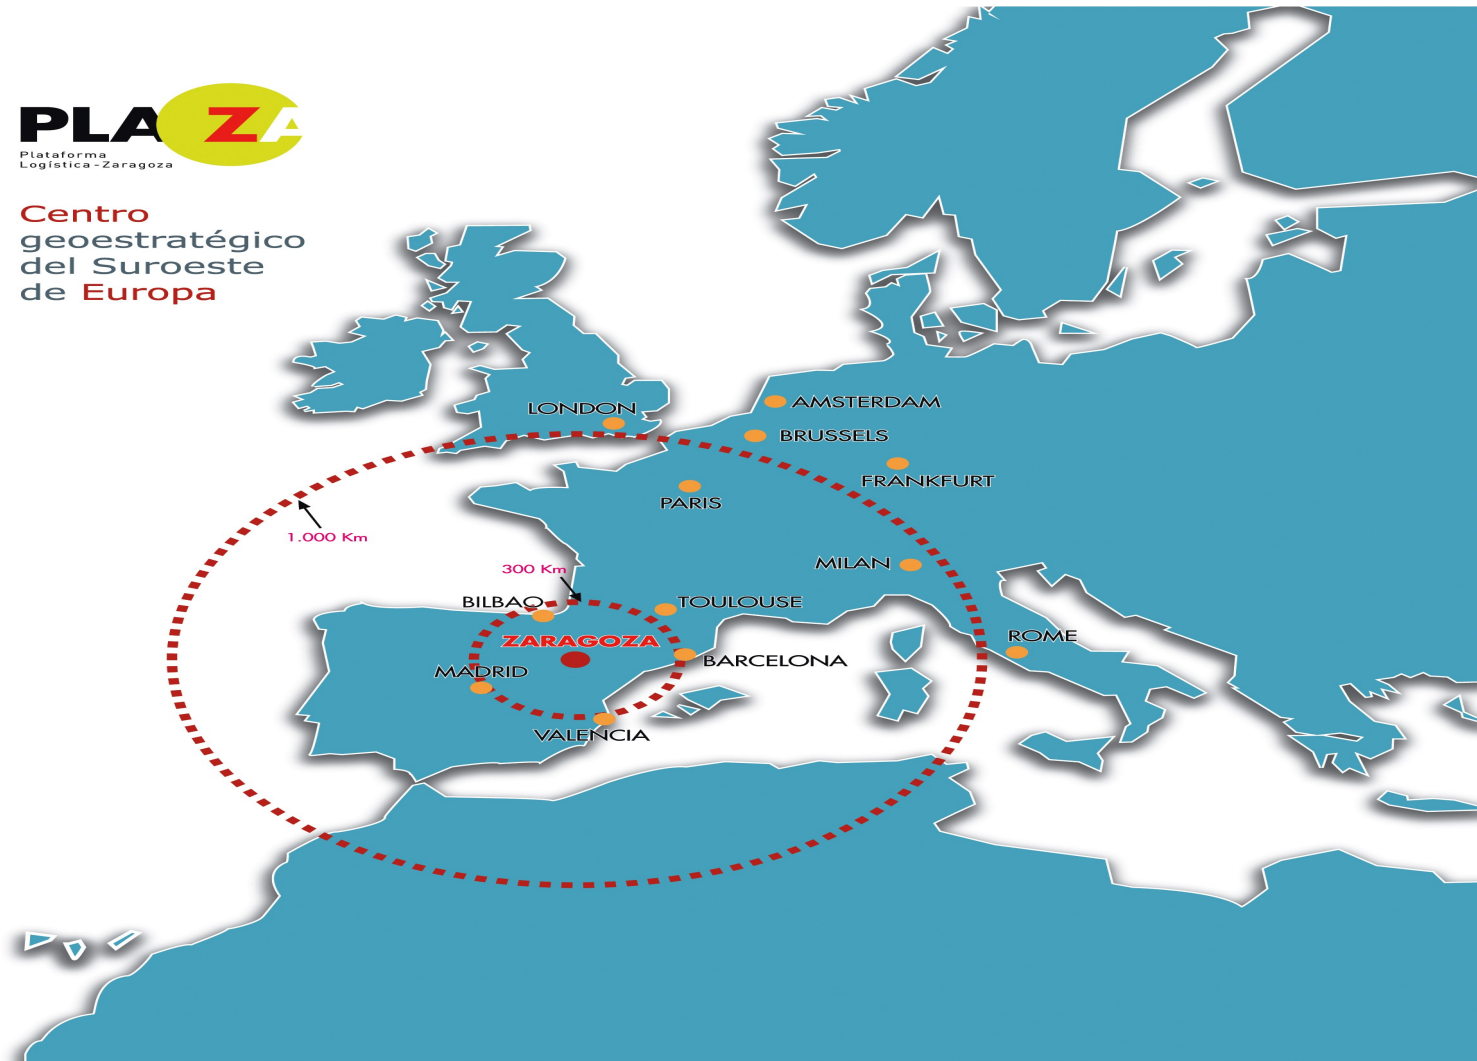 PLAZA
Plataforma
Logística-Zaragoza
Centro
geoestratégico
del Suroeste
de Europa
LONDON
AMSTERDAM
BRUSSELS
FRANKFURT
PARIS
1.000 Km
MILAN
300 Km
BILBAO
TOULOUSE
ZARAGOZA
ROME
BARCELONA
MADRID
VALENCIA